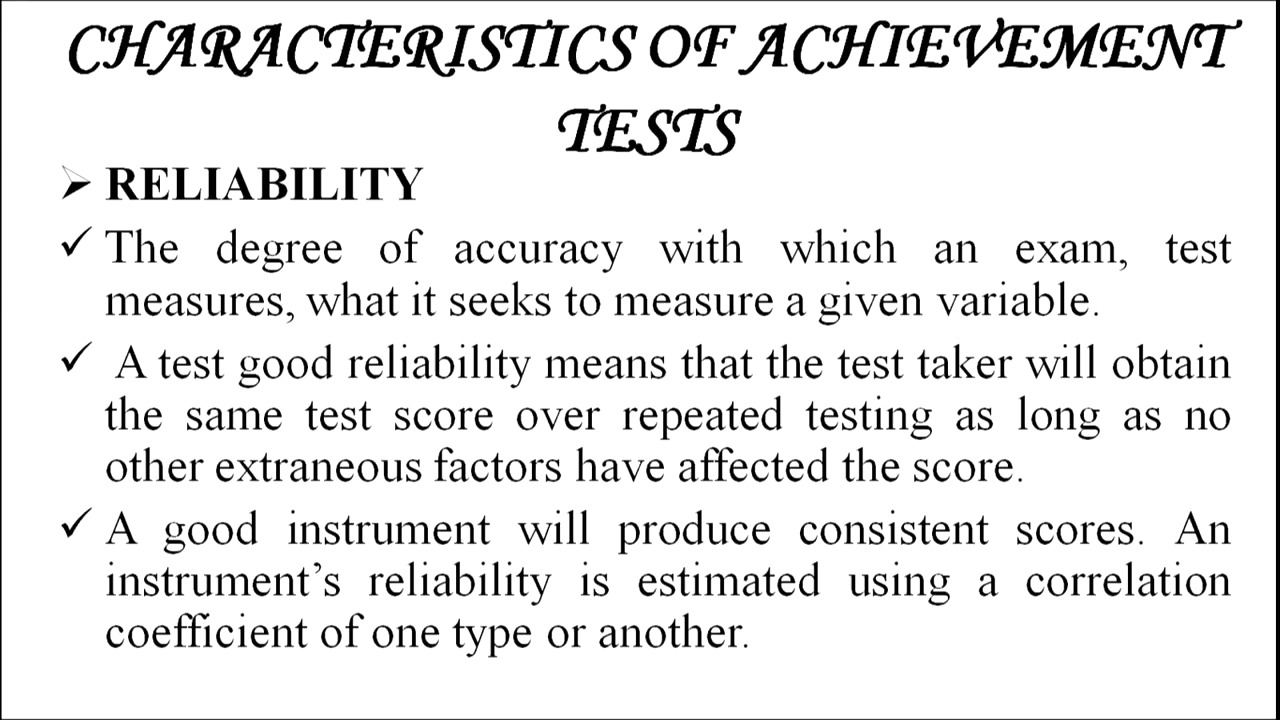 CHARACTERISTICS OF ACHIEVEMENT
TESTS
➢ RELIABILITY
✓ The degree of accuracy with which an exam, test
measures, what it seeks to measure a given variable.
✓ A test good reliability means that the test taker will obtain
the same test score over repeated testing as long as no
other extraneous factors have affected the score.
✓ A good instrument will produce consistent scores. An
instrument’s reliability is estimated using a correlation
coefficient of one type or another.